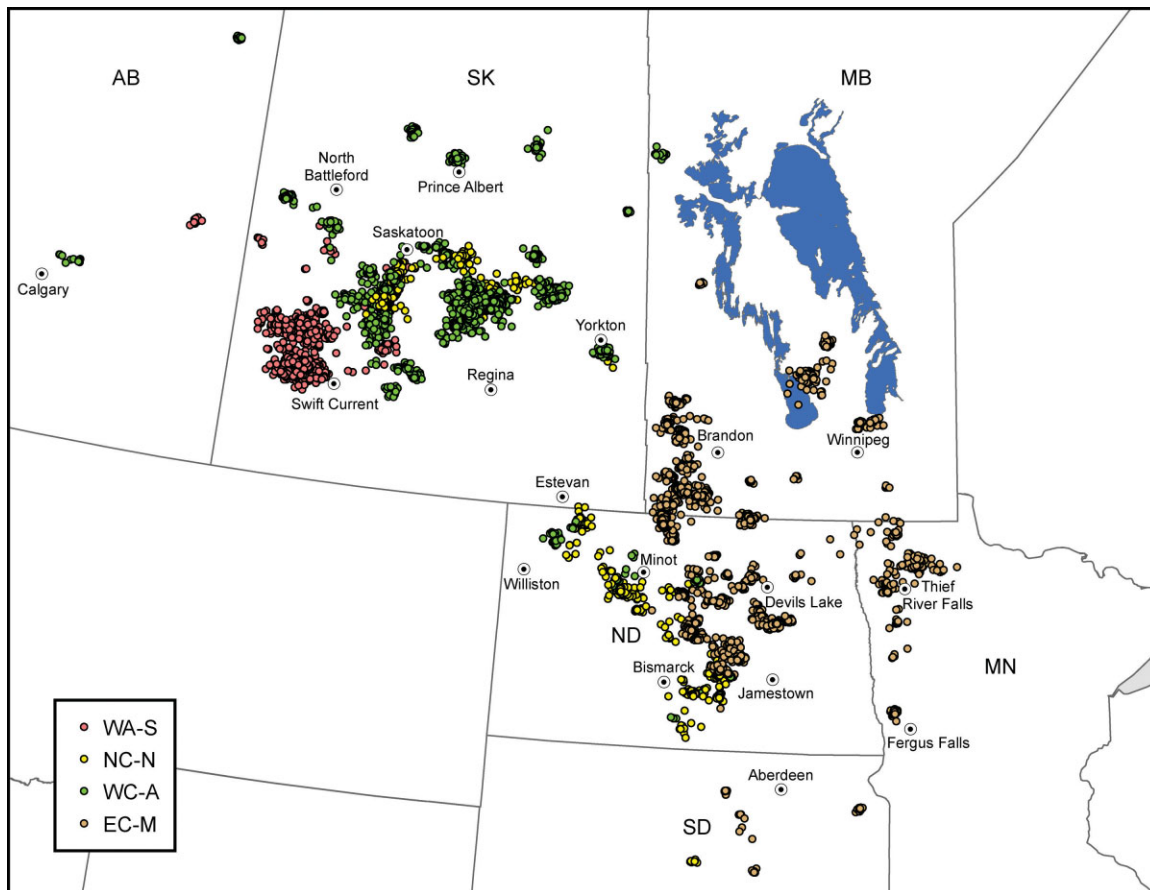 AB
SK
MB
North
Battleford
Prince Albert
Saskatoon
Calgary
Yorkton
Regina
Swift Current
Brandon
Winnipeg
Estevan
Williston
Minot
Devils Lake
Thief
River Falls
ND
Bismarck
Jamestown
MN
Fergus Falls
Aberdeen
SD
WA-S
NC-N
WC-A
EC-M